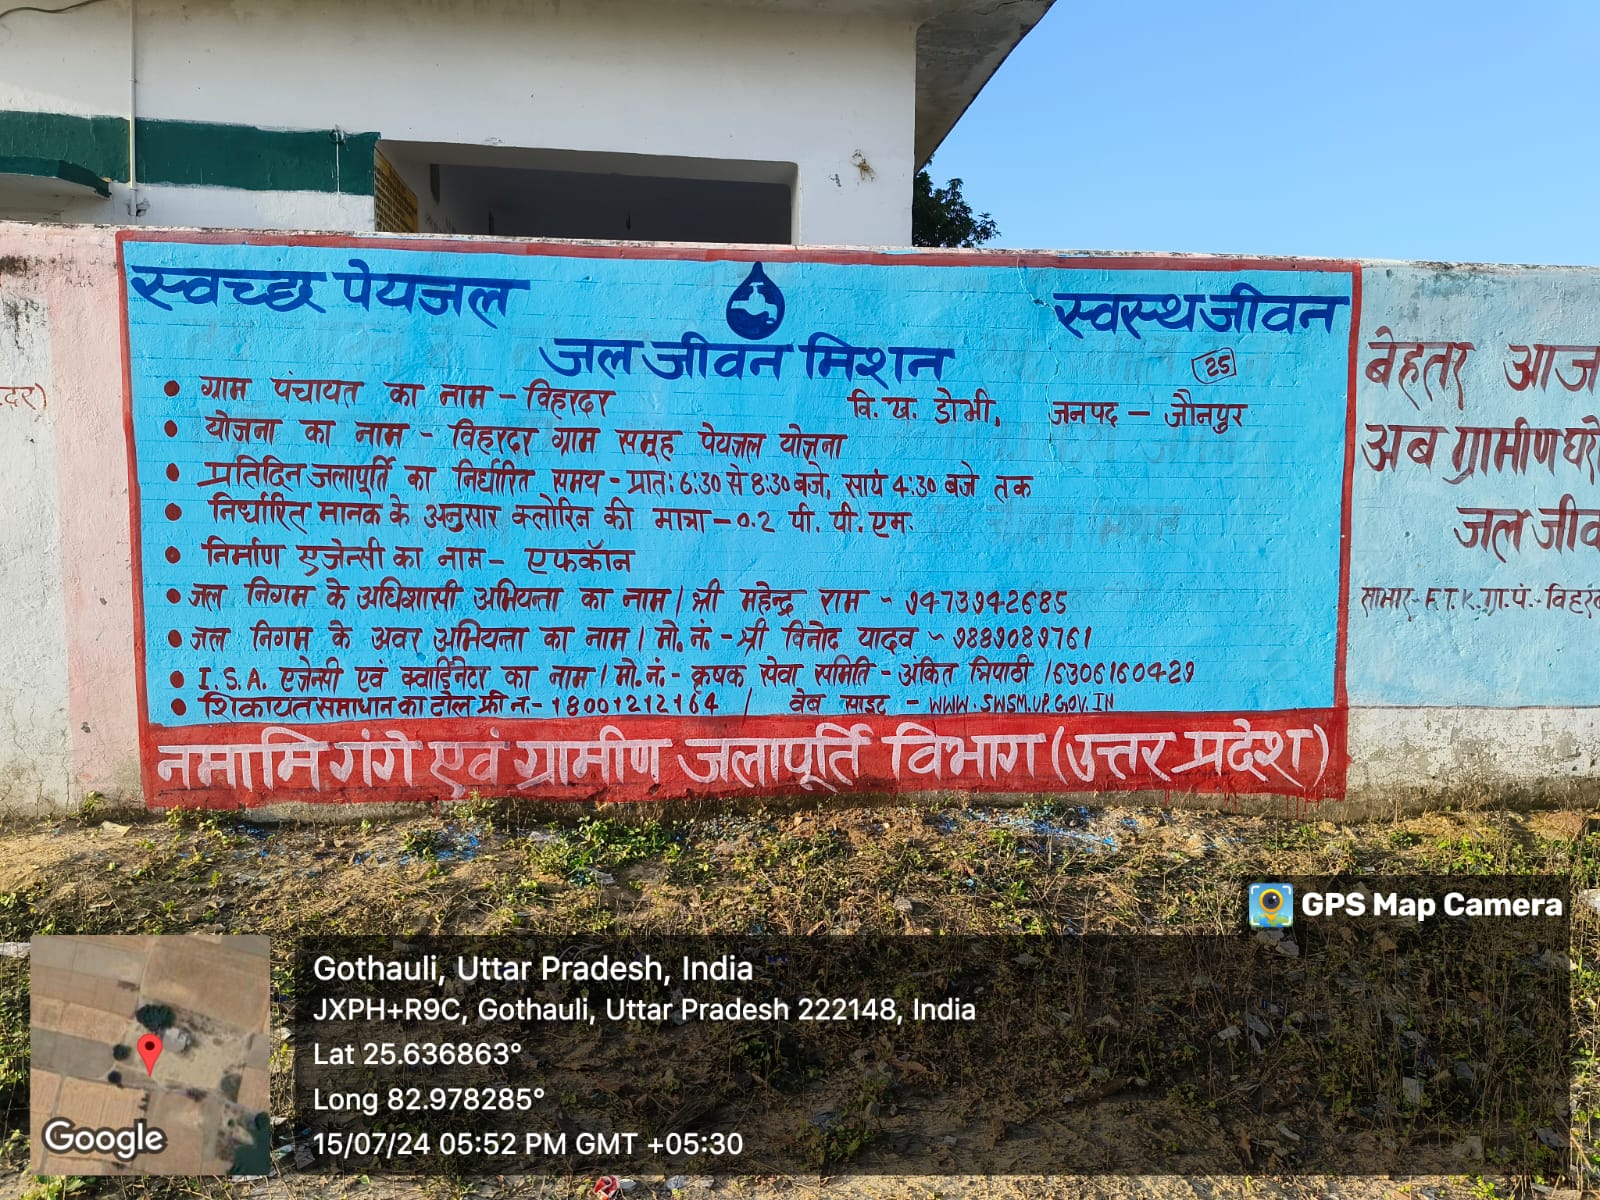 स्वच्छ पेयजल
स्वस्थ जीवन
जल जीवन मिशन
25
• ग्राम पंचायत का नाम - विहरदर वि. ख. डोभी, जनपद - जौनपुर
• योजना का नाम - विहरदर ग्राम समूह पेयजल योजना
• प्रतिदिन जलापूर्ति का निर्धारित समय - प्रातः 6:30 से 8:30 बजे, सायं 4:30 बजे तक
• निर्धारित मानक के अनुसार क्लोरिन की मात्रा - 0.2 पी. पी. एम.
• निर्माण एजेन्सी का नाम - एफकॉन
• जल निगम के अधिशासी अभियन्ता का नाम / श्री महेन्द्र राम - 9473942685
• जल निगम के अवर अभियन्ता का नाम / मो. नं. - श्री विनोद यादव - 9889089761
• I.S.A. एजेन्सी एवं क्वार्डिनेटर का नाम / मो. नं. - कृषक सेवा समिति - अंकित त्रिपाठी / 6306160429
• शिकायत समाधान का टोल फ्री न. - 18001212164 / वेब साइट - WWW.SWSM.UP.GOV.IN
नमामि गंगे एवं ग्रामीण जलापूर्ति विभाग (उत्तर प्रदेश)
बेहतर आज
अब ग्रामीण घरो
जल जीव
साभार - F.T.K. ग्रा. पं. - विहर
दर)
GPS Map Camera
Gothauli, Uttar Pradesh, India
JXPH+R9C, Gothauli, Uttar Pradesh 222148, India
Lat 25.636863°
Long 82.978285°
15/07/24 05:52 PM GMT +05:30
Google